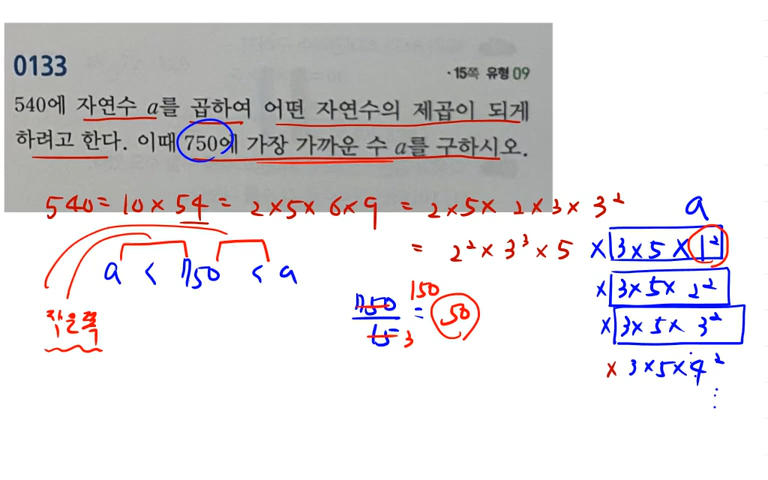 0133
·15쪽 유형 09
540에 자연수 a를 곱하여 어떤 자연수의 제곱이 되게
하려고 한다. 이때 750에 가장 가까운 수 a를 구하시오.
540 = 10 × 54 = 2×5×6×9 = 2×5×2×3×3²
a
= 2² × 3³ × 5 × 3×5×1²
a < 750 < a
× 3×5×2²
작은쪽
750/15 = 150/3 = 50
× 3×5×3²
× 3×5×4²
⋮